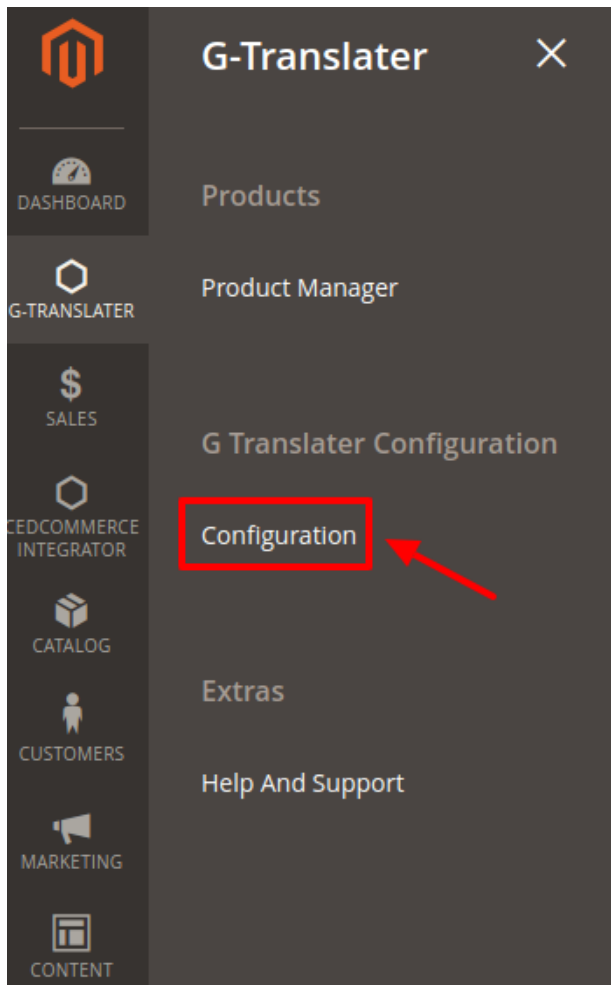 G-Translater
DASHBOARD
G-TRANSLATER
$
SALES
CEDCOMMERCE
INTEGRATOR
CATALOG
CUSTOMERS
MARKETING
CONTENT
Products
Product Manager
G Translater Configuration
Configuration
Extras
Help And Support